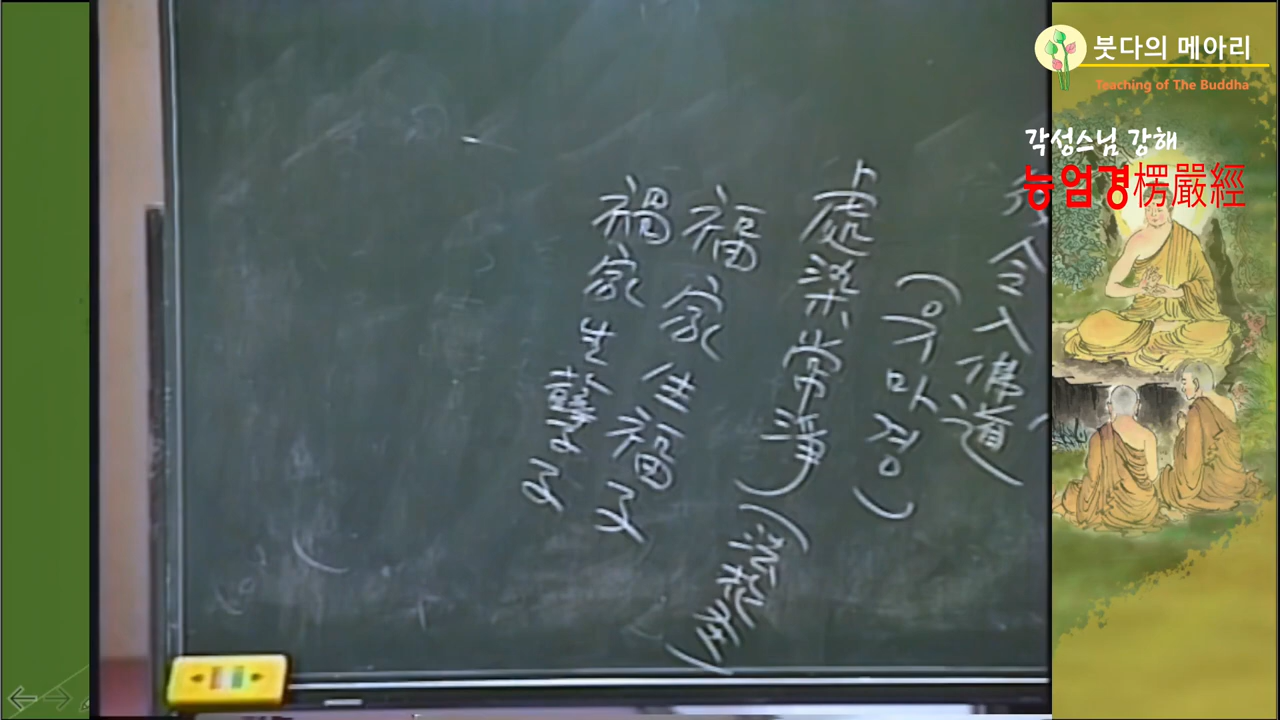 붓다의 메아리
Teaching of The Buddha
각성스님 강해
능엄경楞嚴經
令入佛道
(우마정)
處染常淨
福家生福子
禍家生孽子